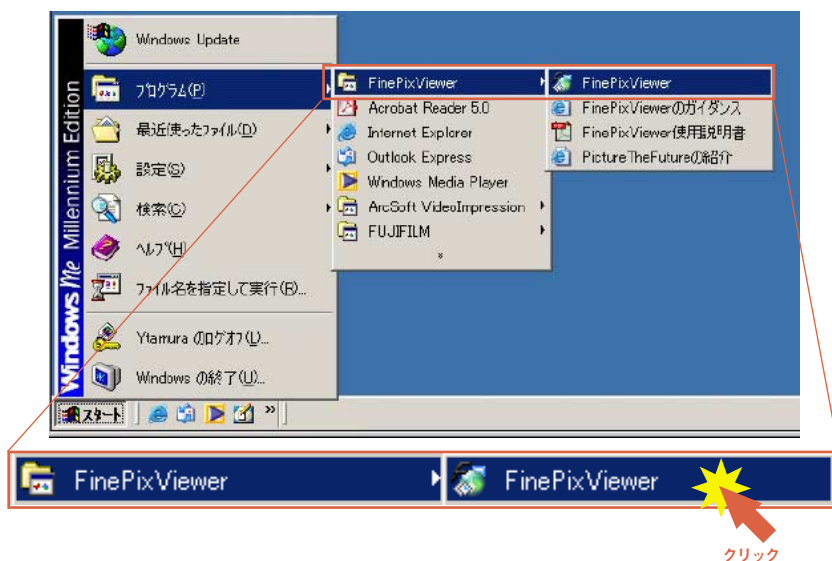 Windows Me Millennium Edition
Windows Update
プログラム(P)
最近使ったファイル(D)
設定(S)
検索(C)
ヘルプ(H)
ファイル名を指定して実行(R)...
Ytamura のログオフ(L)...
Windows の終了(U)...
FinePixViewer
Acrobat Reader 5.0
Internet Explorer
Outlook Express
Windows Media Player
ArcSoft VideoImpression
FUJIFILM
FinePixViewer
FinePixViewerのガイダンス
FinePixViewer使用説明書
PictureTheFutureの紹介
スタート
FinePixViewer
FinePixViewer
クリック